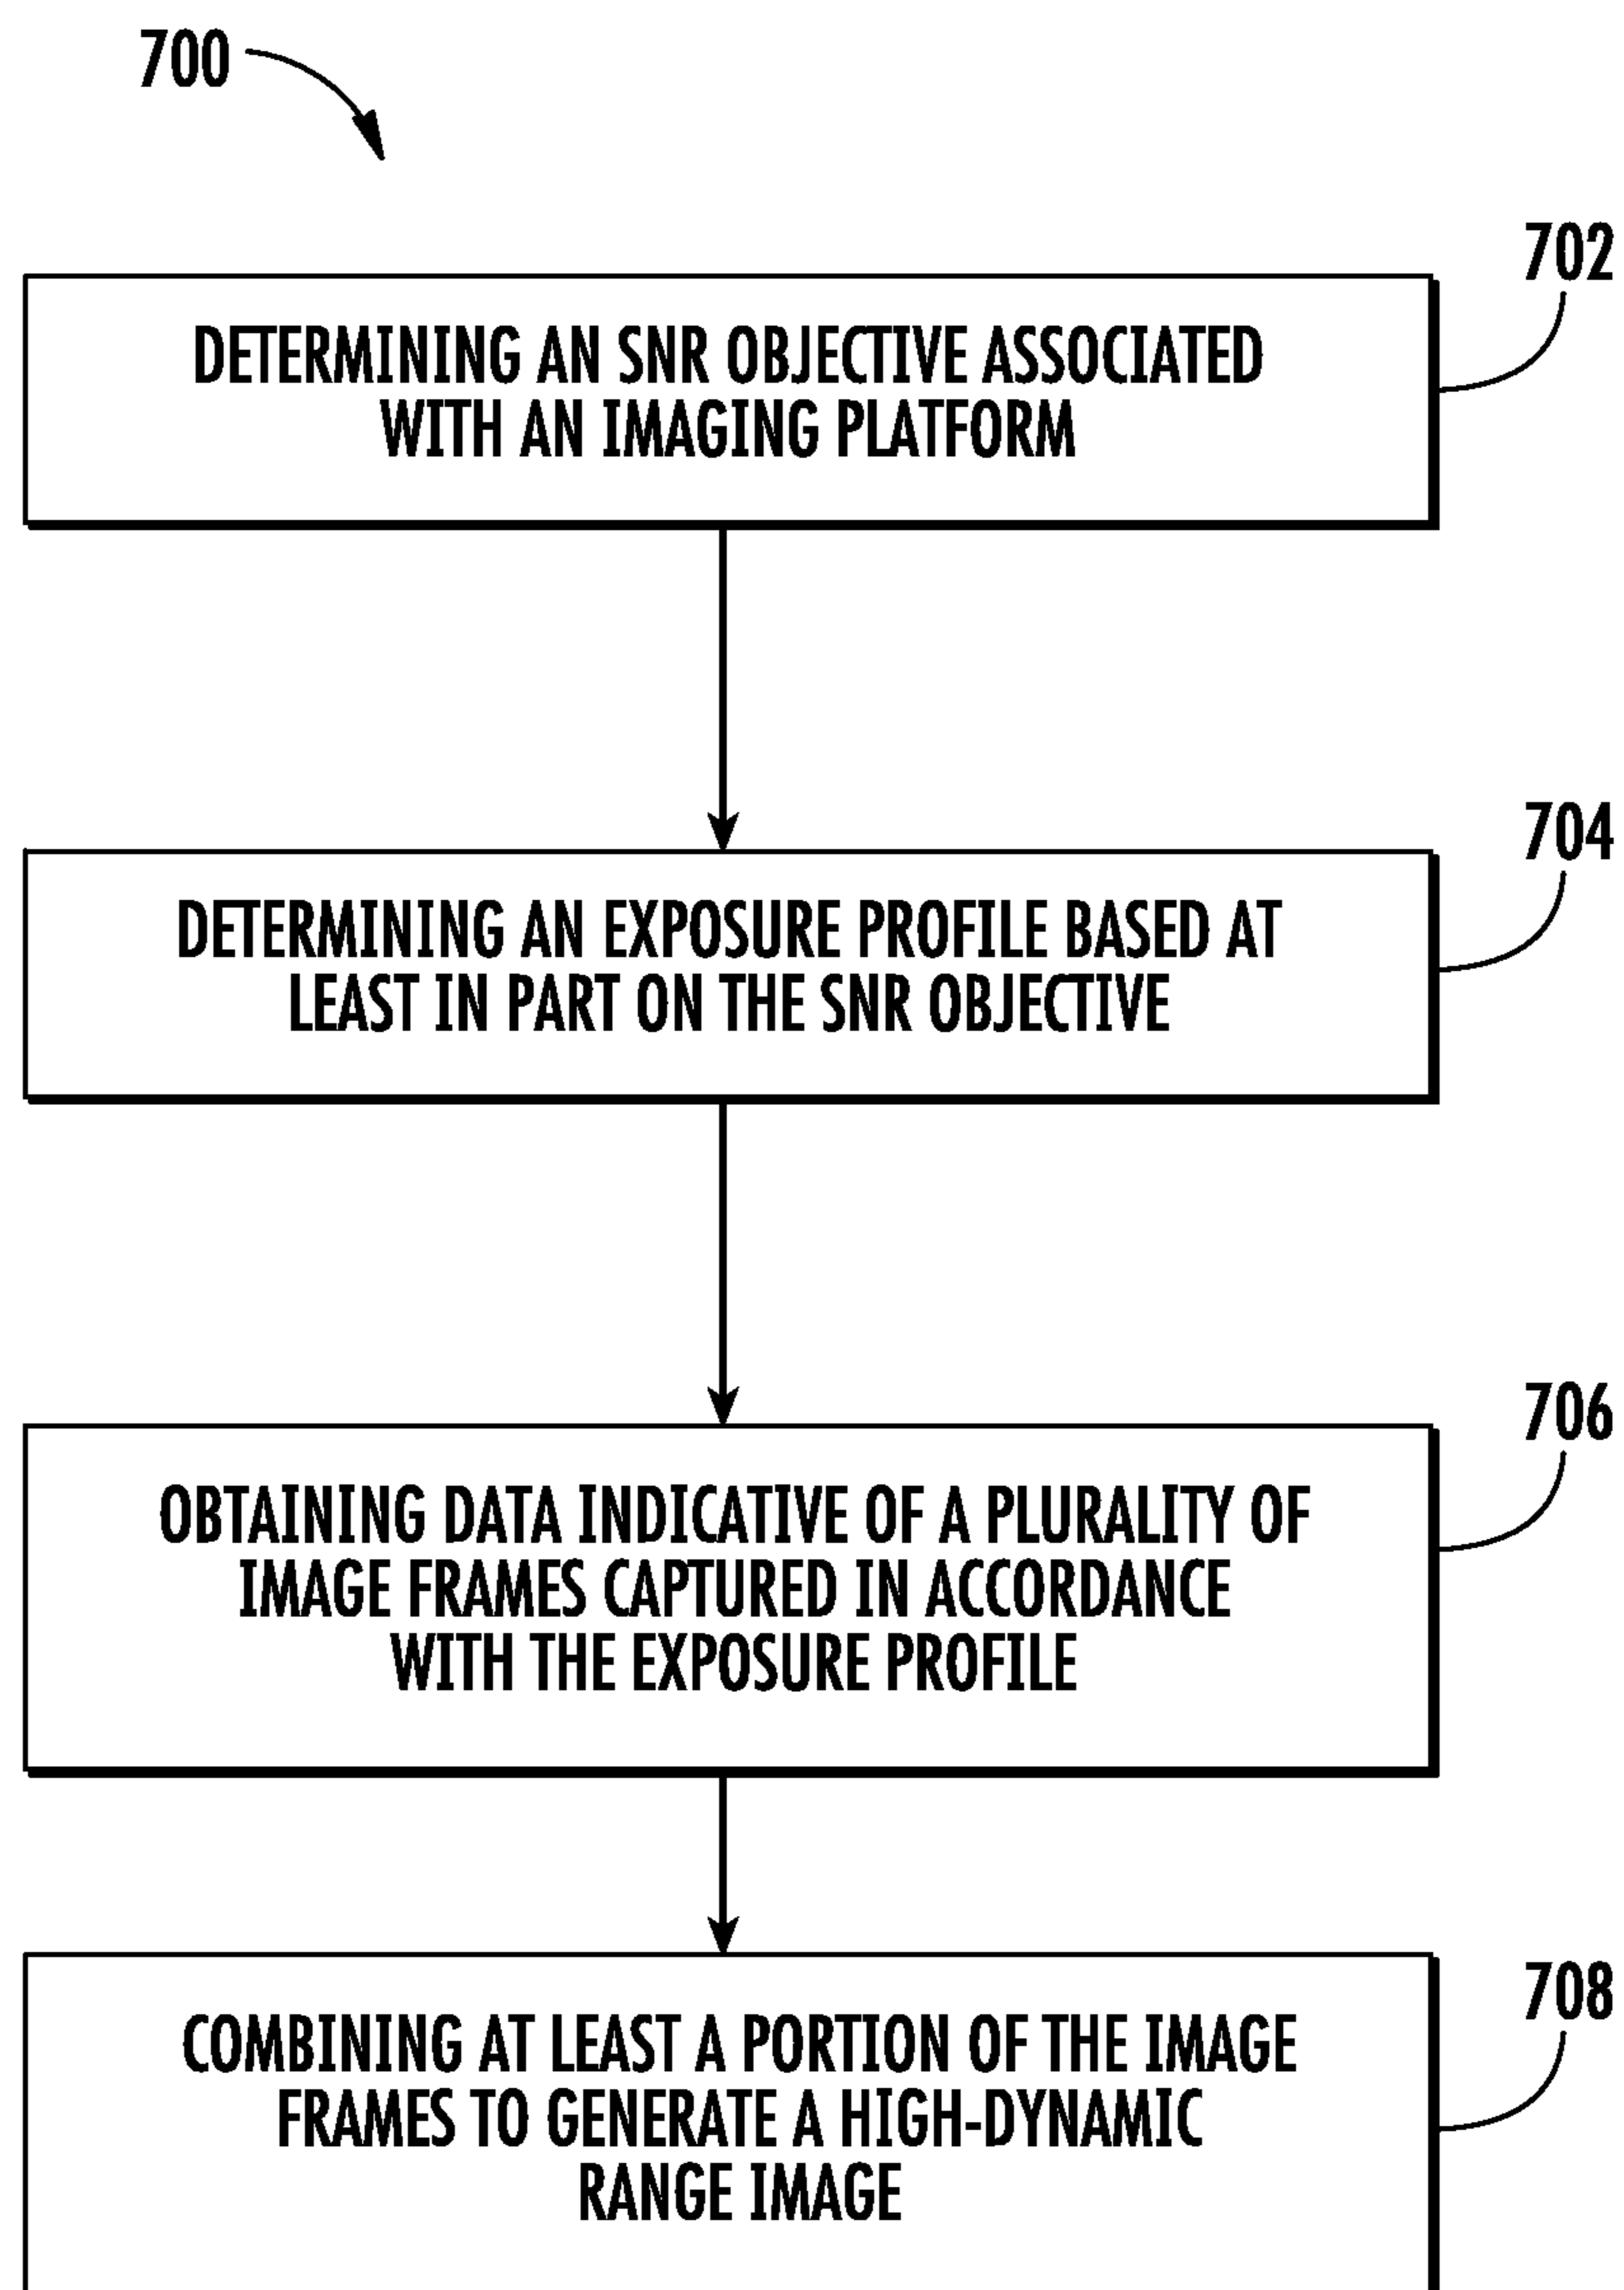 700
702
DETERMINING AN SNR OBJECTIVE ASSOCIATED
WITH AN IMAGING PLATFORM
704
DETERMINING AN EXPOSURE PROFILE BASED AT
LEAST IN PART ON THE SNR OBJECTIVE
706
OBTAINING DATA INDICATIVE OF A PLURALITY OF
IMAGE FRAMES CAPTURED IN ACCORDANCE
WITH THE EXPOSURE PROFILE
708
COMBINING AT LEAST A PORTION OF THE IMAGE
FRAMES TO GENERATE A HIGH-DYNAMIC
RANGE IMAGE